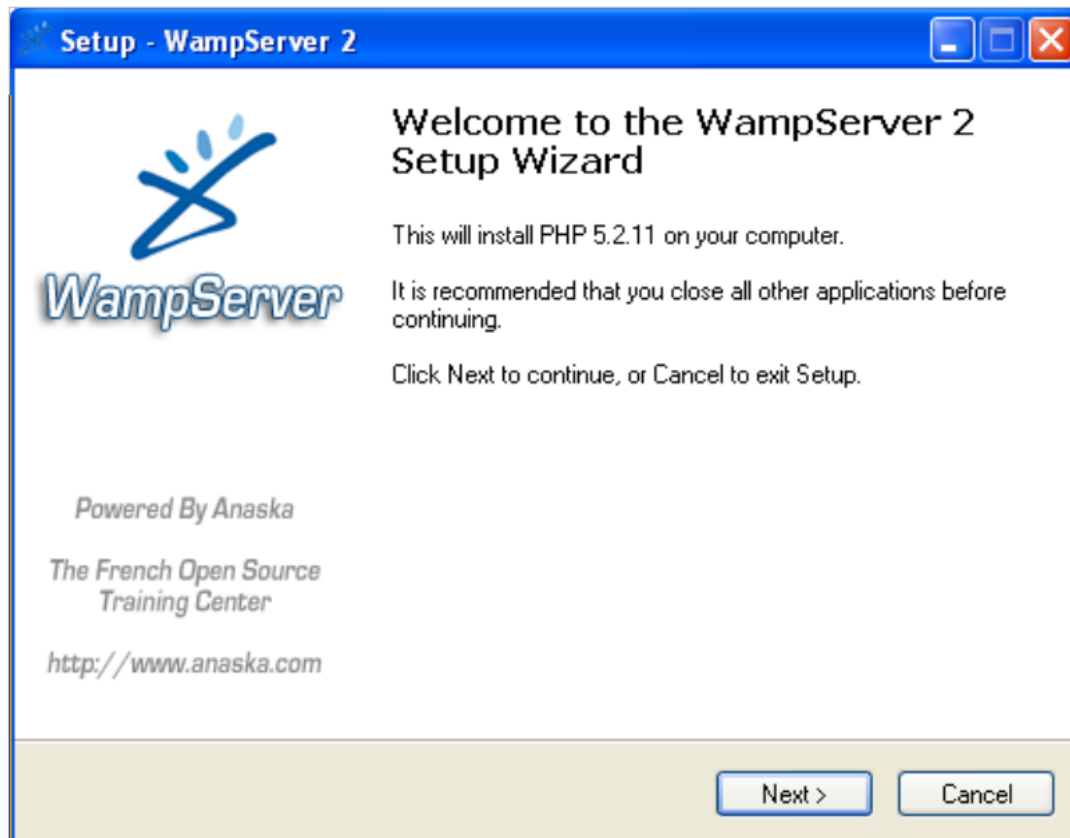 Setup - WampServer 2
Welcome to the WampServer 2
Setup Wizard
This will install PHP 5.2.11 on your computer.
It is recommended that you close all other applications before
continuing.
Click Next to continue, or Cancel to exit Setup.
WampServer
Powered By Anaska
The French Open Source
Training Center
http://www.anaska.com
Next >
Cancel